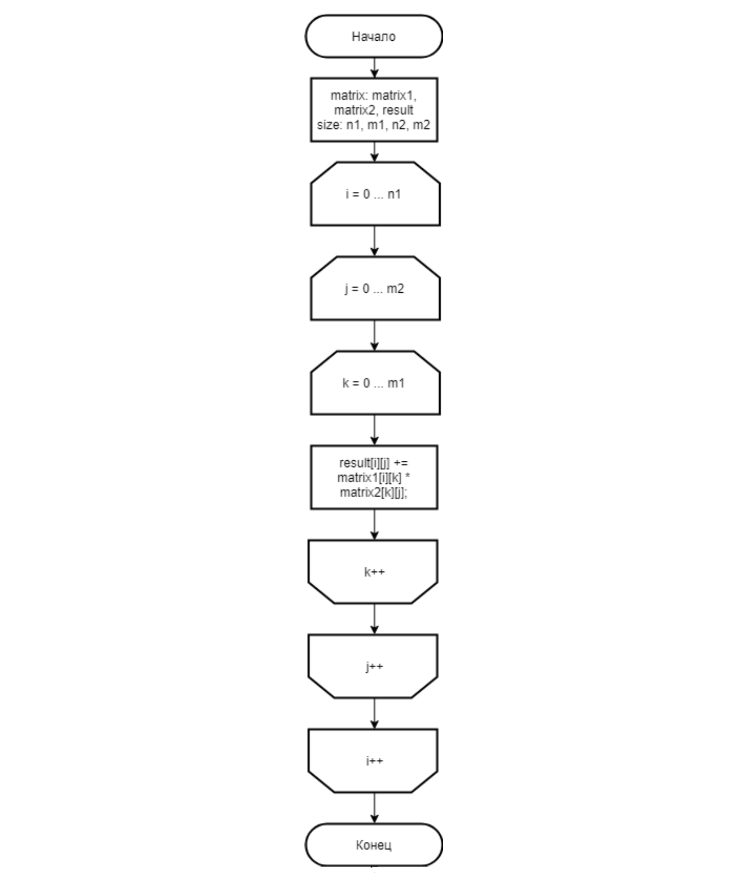 Начало
matrix: matrix1,
matrix2, result
size: n1, m1, n2, m2
i = 0 ... n1
j = 0 ... m2
k = 0 ... m1
result[i][j] +=
matrix1[i][k] *
matrix2[k][j];
k++
j++
i++
Конец